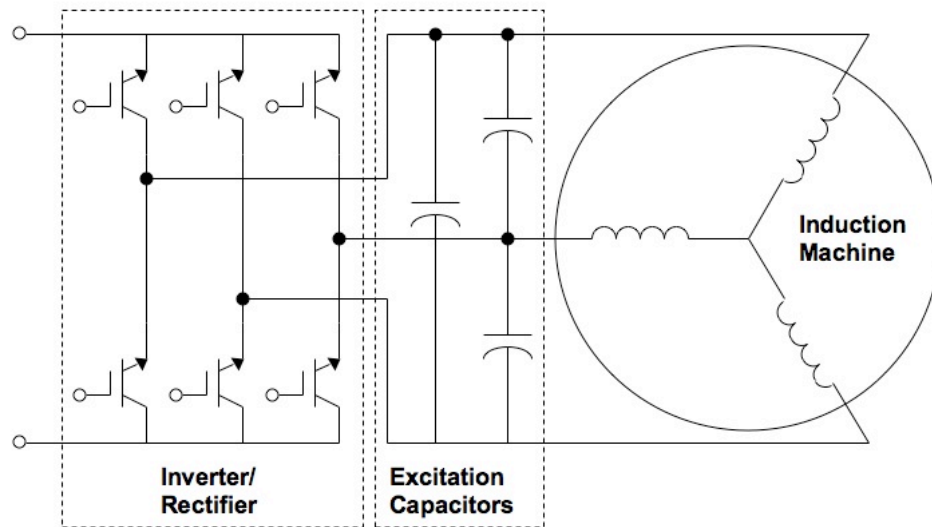 Induction
Machine
Inverter/
Rectifier
Excitation
Capacitors